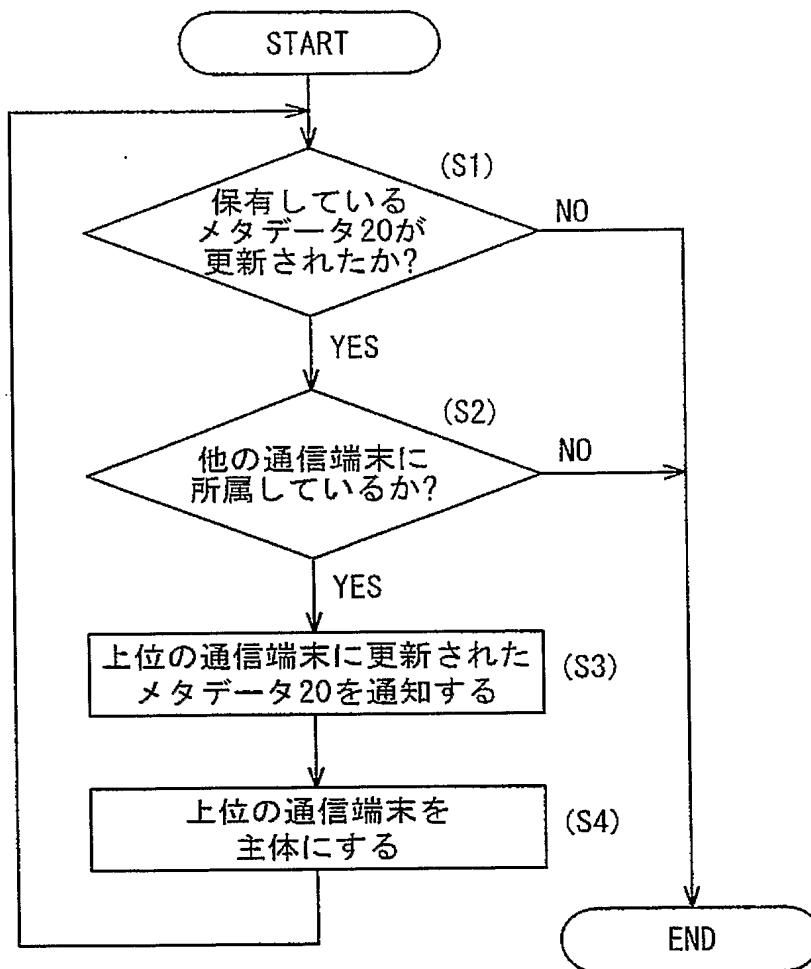 START
(S1)
保有している
メタデータ20が
更新されたか?
NO
YES
(S2)
他の通信端末に
所属しているか?
NO
YES
上位の通信端末に更新された
メタデータ20を通知する
(S3)
上位の通信端末を
主体にする
(S4)
END